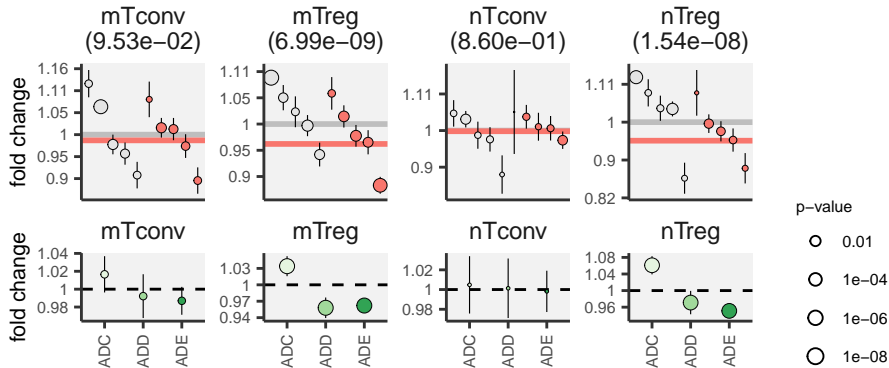 mTconv
(9.53e−02)
mTreg
(6.99e−09)
nTconv
(8.60e−01)
nTreg
(1.54e−08)
fold change
1.16
1.11
1.05
1
0.95
0.9
1.11
1.05
1
0.95
0.9
1.11
1
0.9
1.11
1
0.9
0.82
mTconv
mTreg
nTconv
nTreg
fold change
1.04
1.02
1
0.98
1.03
1
0.97
0.94
1.02
1
0.98
1.08
1.04
1
0.96
ADC
ADD
ADE
ADC
ADD
ADE
ADC
ADD
ADE
ADC
ADD
ADE
p−value
0.01
1e−04
1e−06
1e−08